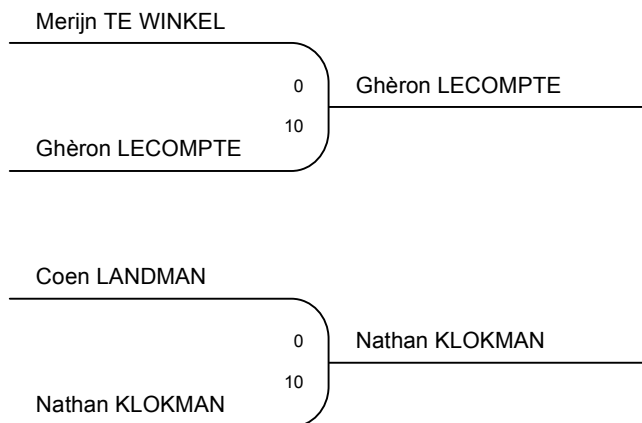 Merijn TE WINKEL
0
Ghèron LECOMPTE
10
Ghèron LECOMPTE
Coen LANDMAN
0
Nathan KLOKMAN
10
Nathan KLOKMAN